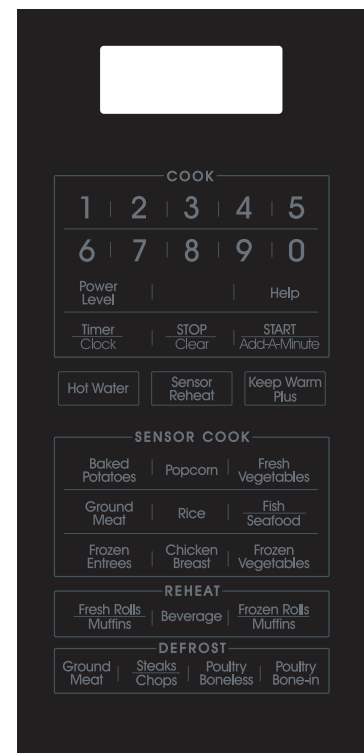 COOK
1 2 3 4 5
6 7 8 9 0
Power
Level
Help
Timer
Clock
STOP
Clear
START
Add-A-Minute
Hot Water
Sensor
Reheat
Keep Warm
Plus
SENSOR COOK
Baked
Potatoes
Popcorn
Fresh
Vegetables
Ground
Meat
Rice
Fish
Seafood
Frozen
Entrees
Chicken
Breast
Frozen
Vegetables
REHEAT
Fresh Rolls
Muffins
Beverage
Frozen Rolls
Muffins
DEFROST
Ground
Meat
Steaks
Chops
Poultry
Boneless
Poultry
Bone-in